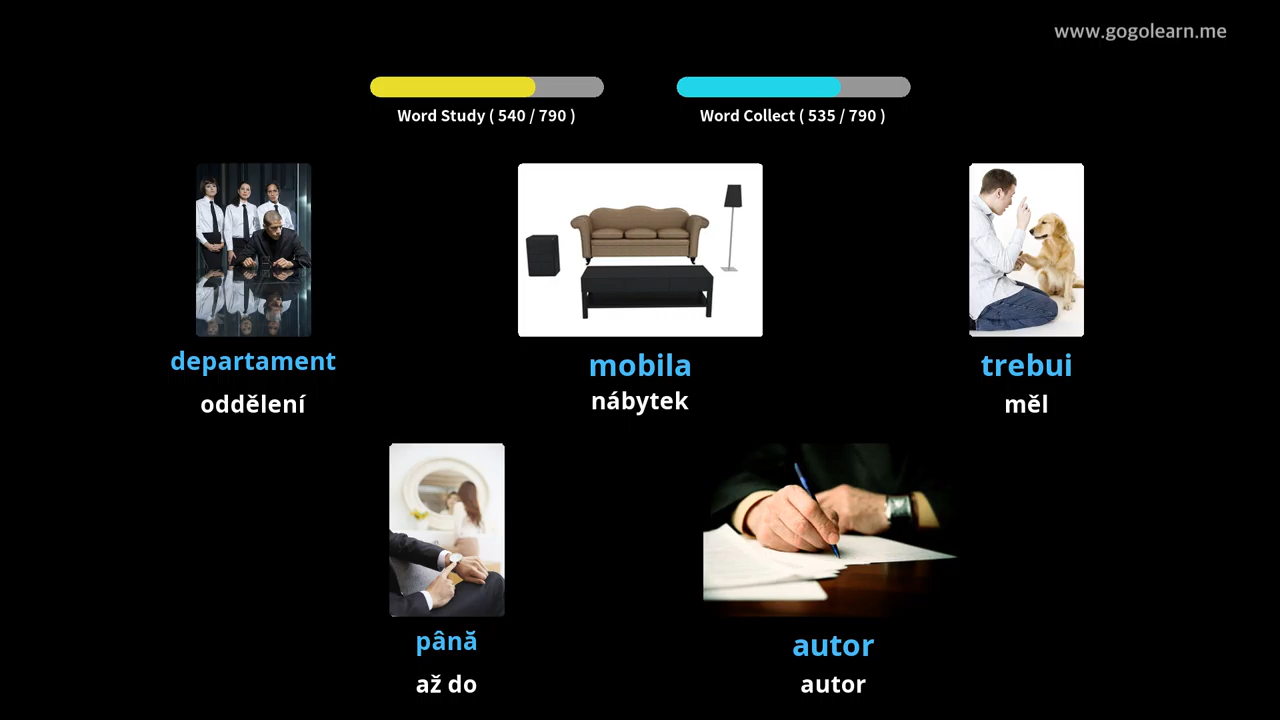 www.gogolearn.me
Word Study ( 540 / 790 )
Word Collect ( 535 / 790 )
departament
oddělení
mobila
nábytek
trebui
měl
până
až do
autor
autor